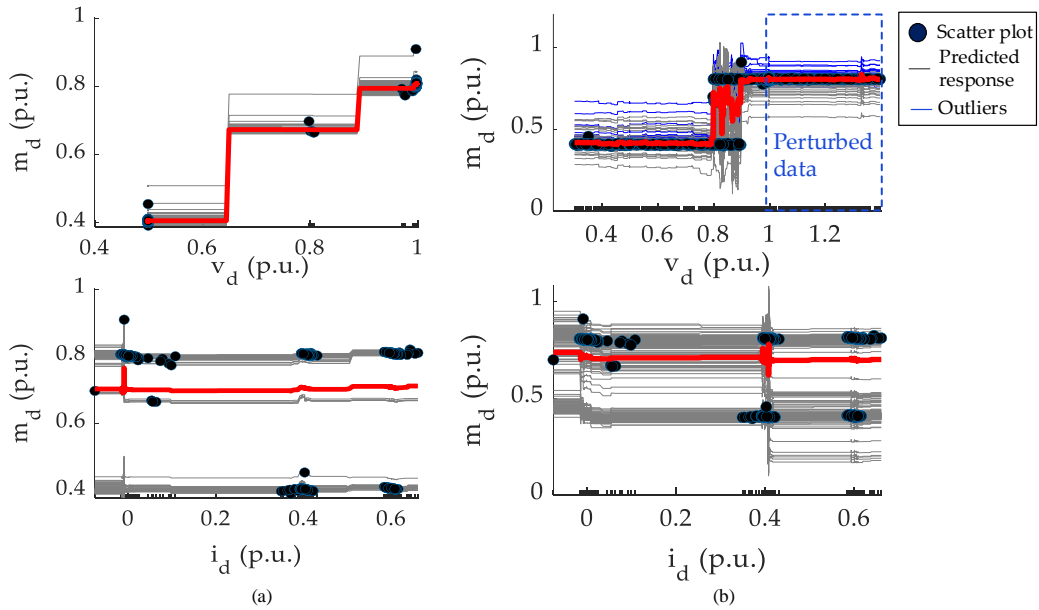 1
0.8
0.6
0.4
m_d (p.u.)
0.4
0.6
0.8
1
v_d (p.u.)
1
0.5
0
m_d (p.u.)
Perturbed
data
0.4
0.6
0.8
1
1.2
v_d (p.u.)
Scatter plot
Predicted
response
Outliers
1
0.8
0.6
0.4
m_d (p.u.)
0
0.2
0.4
0.6
i_d (p.u.)
(a)
1
0.5
0
m_d (p.u.)
0
0.2
0.4
0.6
i_d (p.u.)
(b)